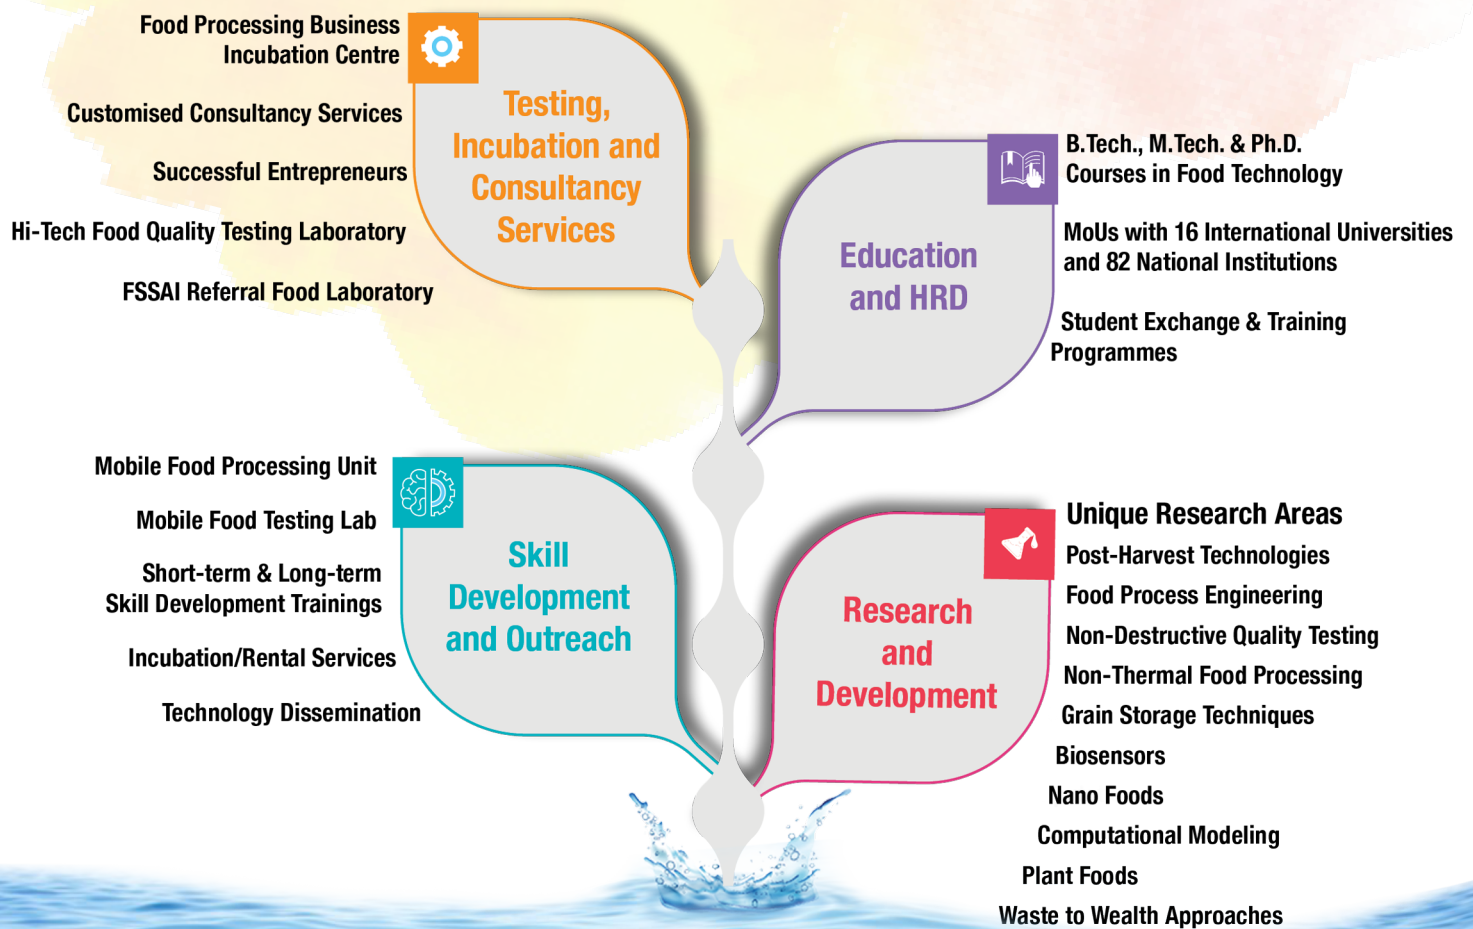 Food Processing Business
Incubation Centre
Customised Consultancy Services
Successful Entrepreneurs
Hi-Tech Food Quality Testing Laboratory
FSSAI Referral Food Laboratory
Testing,
Incubation and
Consultancy
Services
Education
and HRD
B.Tech., M.Tech. & Ph.D.
Courses in Food Technology
MoUs with 16 International Universities
and 82 National Institutions
Student Exchange & Training
Programmes
Mobile Food Processing Unit
Mobile Food Testing Lab
Short-term & Long-term
Skill Development Trainings
Incubation/Rental Services
Technology Dissemination
Skill
Development
and Outreach
Research
and
Development
Unique Research Areas
Post-Harvest Technologies
Food Process Engineering
Non-Destructive Quality Testing
Non-Thermal Food Processing
Grain Storage Techniques
Biosensors
Nano Foods
Computational Modeling
Plant Foods
Waste to Wealth Approaches